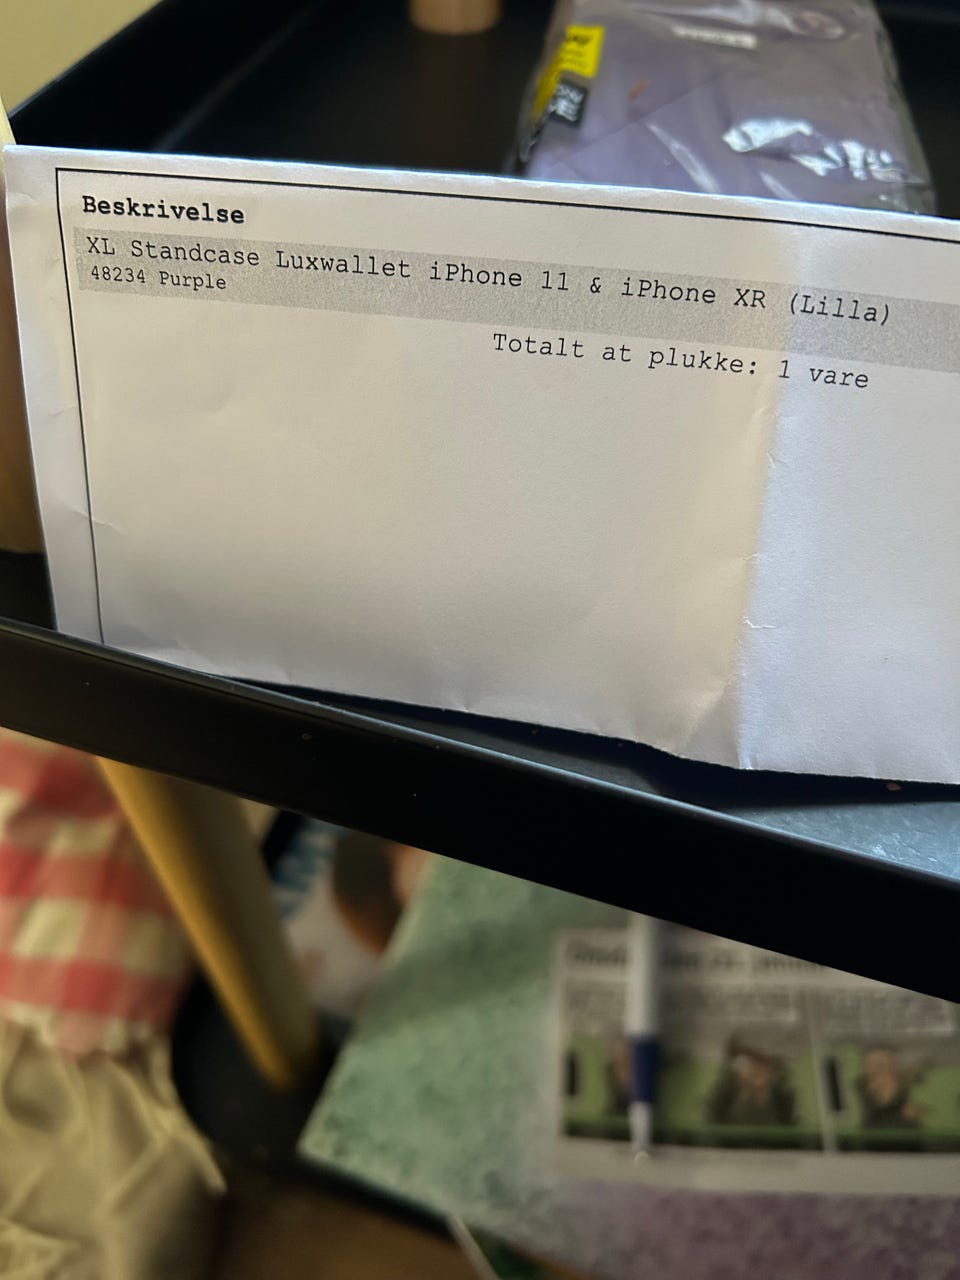 Beskrivelse
XL Standcase Luxwallet iPhone 11 & iPhone XR (Lilla)
48234 Purple
Totalt at plukke: 1 vare